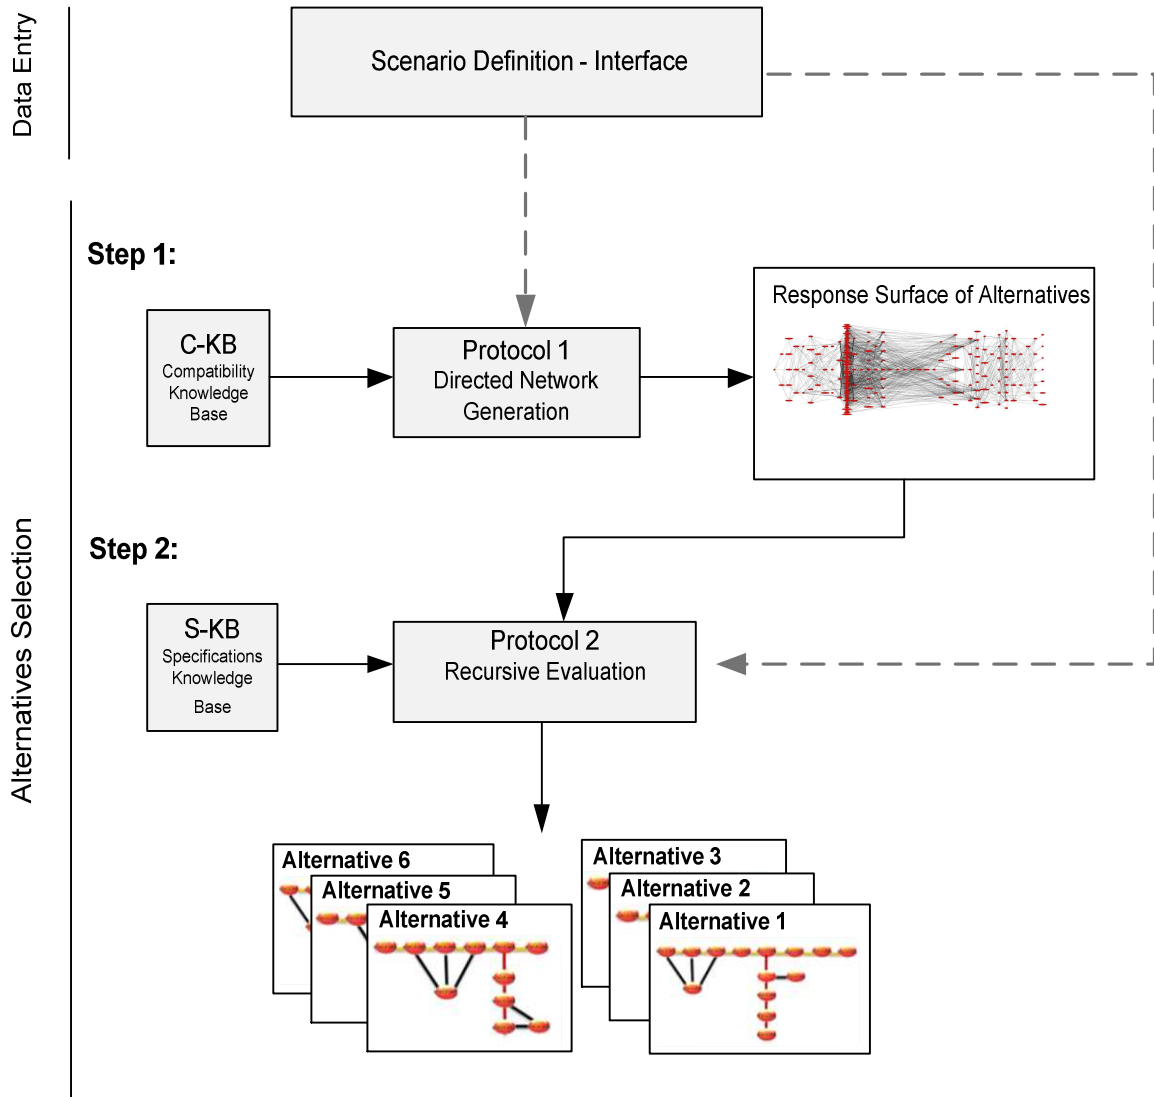 Data Entry
Scenario Definition - Interface
Alternatives Selection
Step 1:
C-KB
Compatibility
Knowledge
Base
Protocol 1
Directed Network
Generation
Response Surface of Alternatives
Step 2:
S-KB
Specifications
Knowledge
Base
Protocol 2
Recursive Evaluation
Alternative 6
Alternative 5
Alternative 4
Alternative 3
Alternative 2
Alternative 1